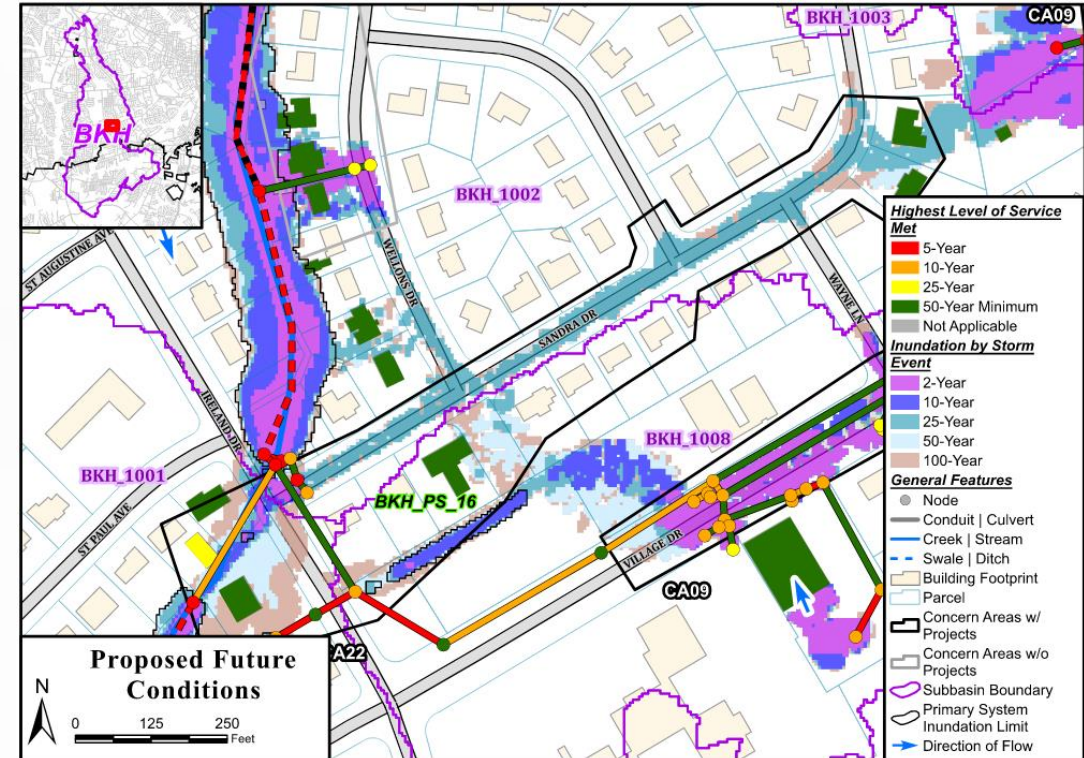 BKH
BKH_1003
CA09
BKH_1002
ST AUGUSTINE AVE
WELLONS DR
SANDRA DR
WAYNE LN
IRELAND DR
BKH_1001
BKH_1008
BKH_PS_16
ST PAUL AVE
VILLAGE DR
CA09
CA22
Proposed Future
Conditions
N
0 125 250
Feet
Highest Level of Service
Met
5-Year
10-Year
25-Year
50-Year Minimum
Not Applicable
Inundation by Storm
Event
2-Year
10-Year
25-Year
50-Year
100-Year
General Features
Node
Conduit | Culvert
Creek | Stream
Swale | Ditch
Building Footprint
Parcel
Concern Areas w/
Projects
Concern Areas w/o
Projects
Subbasin Boundary
Primary System
Inundation Limit
Direction of Flow